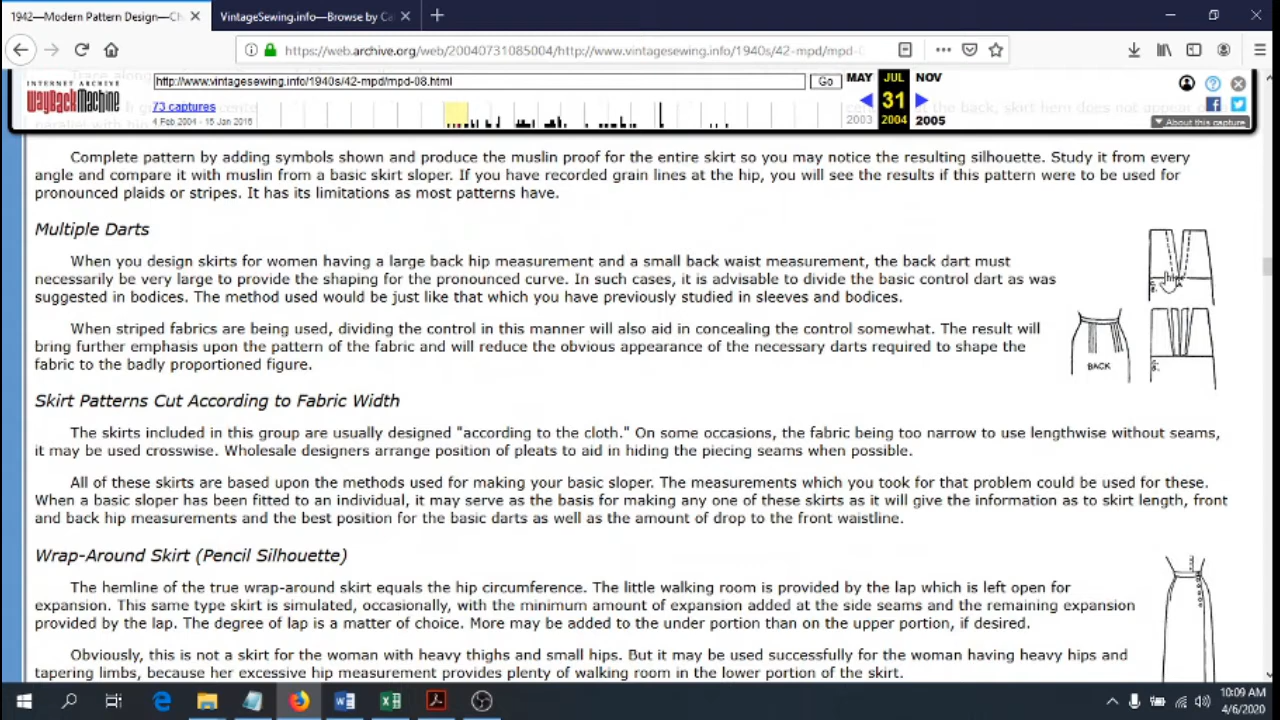 1942—Modern Pattern Design—Ch
VintageSewing.info—Browse by Ca
https://web.archive.org/web/20040731085004/http://www.vintagesewing.info/1940s/42-mpd/mpd-0
INTERNET ARCHIVE
WayBackMachine
http://www.vintagesewing.info/1940s/42-mpd/mpd-08.html
Go
73 captures
4 Feb 2004 - 15 Jan 2016
MAY JUL NOV
31
2003 2004 2005
About this capture
Complete pattern by adding symbols shown and produce the muslin proof for the entire skirt so you may notice the resulting silhouette. Study it from every
angle and compare it with muslin from a basic skirt sloper. If you have recorded grain lines at the hip, you will see the results if this pattern were to be used for
pronounced plaids or stripes. It has its limitations as most patterns have.
Multiple Darts
When you design skirts for women having a large back hip measurement and a small back waist measurement, the back dart must
necessarily be very large to provide the shaping for the pronounced curve. In such cases, it is advisable to divide the basic control dart as was
suggested in bodices. The method used would be just like that which you have previously studied in sleeves and bodices.
When striped fabrics are being used, dividing the control in this manner will also aid in concealing the control somewhat. The result will
bring further emphasis upon the pattern of the fabric and will reduce the obvious appearance of the necessary darts required to shape the
fabric to the badly proportioned figure.
BACK
Skirt Patterns Cut According to Fabric Width
The skirts included in this group are usually designed "according to the cloth." On some occasions, the fabric being too narrow to use lengthwise without seams,
it may be used crosswise. Wholesale designers arrange position of pleats to aid in hiding the piecing seams when possible.
All of these skirts are based upon the methods used for making your basic sloper. The measurements which you took for that problem could be used for these.
When a basic sloper has been fitted to an individual, it may serve as the basis for making any one of these skirts as it will give the information as to skirt length, front
and back hip measurements and the best position for the basic darts as well as the amount of drop to the front waistline.
Wrap-Around Skirt (Pencil Silhouette)
The hemline of the true wrap-around skirt equals the hip circumference. The little walking room is provided by the lap which is left open for
expansion. This same type skirt is simulated, occasionally, with the minimum amount of expansion added at the side seams and the remaining expansion
provided by the lap. The degree of lap is a matter of choice. More may be added to the under portion than on the upper portion, if desired.
Obviously, this is not a skirt for the woman with heavy thighs and small hips. But it may be used successfully for the woman having heavy hips and
tapering limbs, because her excessive hip measurement provides plenty of walking room in the lower portion of the skirt.
10:09 AM
4/6/2020